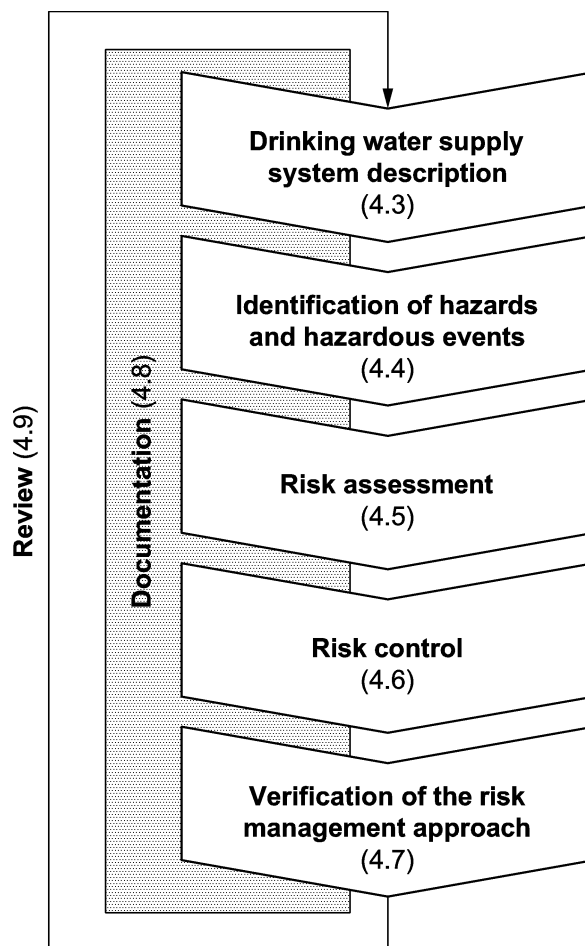 Drinking water supply
system description
(4.3)
Identification of hazards
and hazardous events
(4.4)
Risk assessment
(4.5)
Risk control
(4.6)
Verification of the risk
management approach
(4.7)
Documentation (4.8)
Review (4.9)